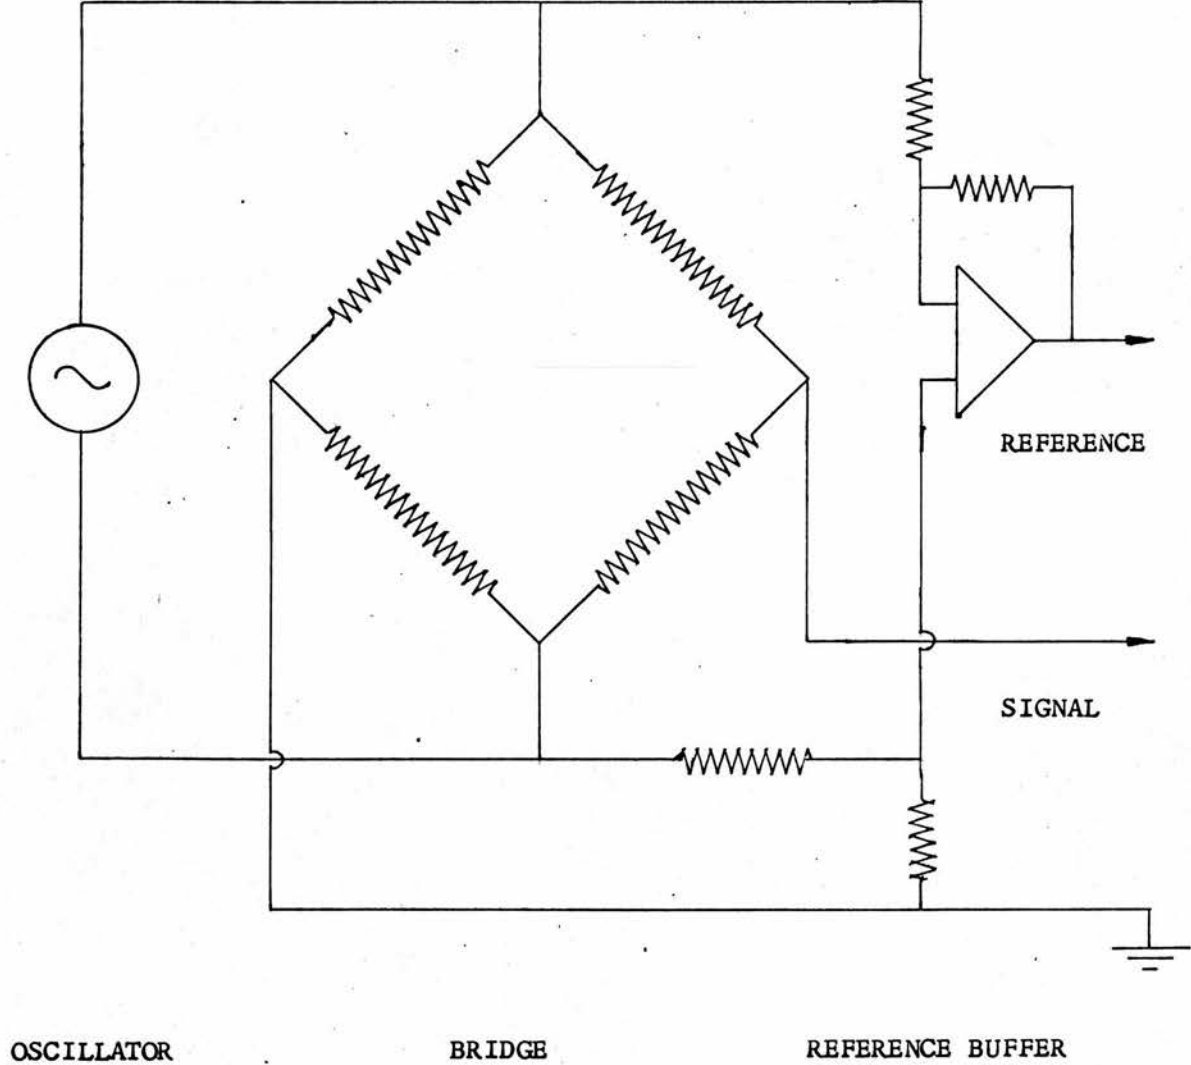 REFERENCE
SIGNAL
OSCILLATOR
BRIDGE
REFERENCE BUFFER